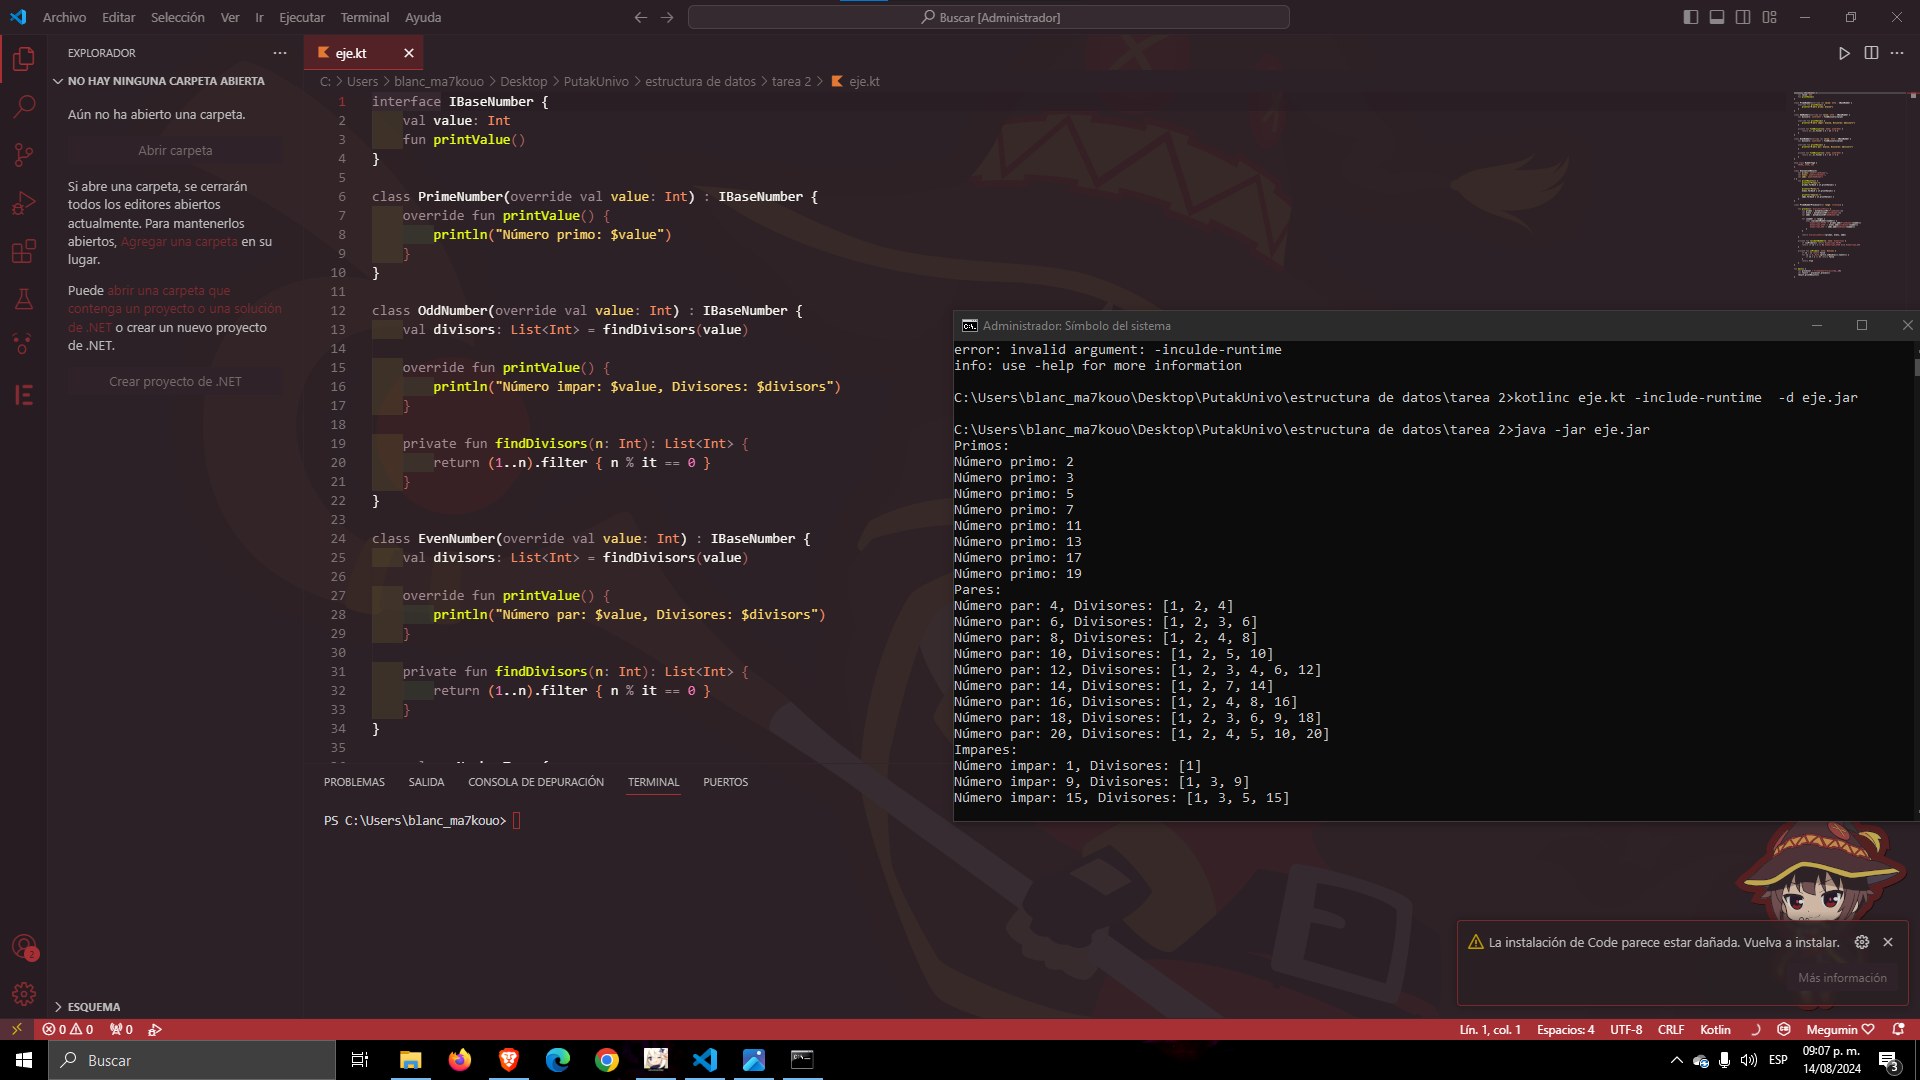 Archivo Editar Selección Ver Ir Ejecutar Terminal Ayuda
Buscar [Administrador]
EXPLORADOR
NO HAY NINGUNA CARPETA ABIERTA
Aún no ha abierto una carpeta.
Abrir carpeta
Si abre una carpeta, se cerrarán
todos los editores abiertos
actualmente. Para mantenerlos
abiertos, Agregar una carpeta en su
lugar.
Puede abrir una carpeta que
contenga un proyecto o una solución
de .NET o crear un nuevo proyecto
de .NET.
Crear proyecto de .NET
ESQUEMA
eje.kt
C: > Users > blanc_ma7kouo > Desktop > PutakUnivo > estructura de datos > tarea 2 > eje.kt
1 interface IBaseNumber {
2 val value: Int
3 fun printValue()
4 }
5
6 class PrimeNumber(override val value: Int) : IBaseNumber {
7 override fun printValue() {
8 println("Número primo: $value")
9 }
10 }
11
12 class OddNumber(override val value: Int) : IBaseNumber {
13 val divisors: List<Int> = findDivisors(value)
14
15 override fun printValue() {
16 println("Número impar: $value, Divisores: $divisors")
17 }
18
19 private fun findDivisors(n: Int): List<Int> {
20 return (1..n).filter { n % it == 0 }
21 }
22 }
23
24 class EvenNumber(override val value: Int) : IBaseNumber {
25 val divisors: List<Int> = findDivisors(value)
26
27 override fun printValue() {
28 println("Número par: $value, Divisores: $divisors")
29 }
30
31 private fun findDivisors(n: Int): List<Int> {
32 return (1..n).filter { n % it == 0 }
33 }
34 }
35
PROBLEMAS SALIDA CONSOLA DE DEPURACIÓN TERMINAL PUERTOS
PS C:\Users\blanc_ma7kouo>
Administrador: Símbolo del sistema
error: invalid argument: -inculde-runtime
info: use -help for more information
C:\Users\blanc_ma7kouo\Desktop\PutakUnivo\estructura de datos\tarea 2>kotlinc eje.kt -include-runtime  -d eje.jar
C:\Users\blanc_ma7kouo\Desktop\PutakUnivo\estructura de datos\tarea 2>java -jar eje.jar
Primos:
Número primo: 2
Número primo: 3
Número primo: 5
Número primo: 7
Número primo: 11
Número primo: 13
Número primo: 17
Número primo: 19
Pares:
Número par: 4, Divisores: [1, 2, 4]
Número par: 6, Divisores: [1, 2, 3, 6]
Número par: 8, Divisores: [1, 2, 4, 8]
Número par: 10, Divisores: [1, 2, 5, 10]
Número par: 12, Divisores: [1, 2, 3, 4, 6, 12]
Número par: 14, Divisores: [1, 2, 7, 14]
Número par: 16, Divisores: [1, 2, 4, 8, 16]
Número par: 18, Divisores: [1, 2, 3, 6, 9, 18]
Número par: 20, Divisores: [1, 2, 4, 5, 10, 20]
Impares:
Número impar: 1, Divisores: [1]
Número impar: 9, Divisores: [1, 3, 9]
Número impar: 15, Divisores: [1, 3, 5, 15]
La instalación de Code parece estar dañada. Vuelva a instalar.
Más información
2
0 0 0
Lín. 1, col. 1 Espacios: 4 UTF-8 CRLF Kotlin Megumin
Buscar
ESP
09:07 p. m.
14/08/2024
3